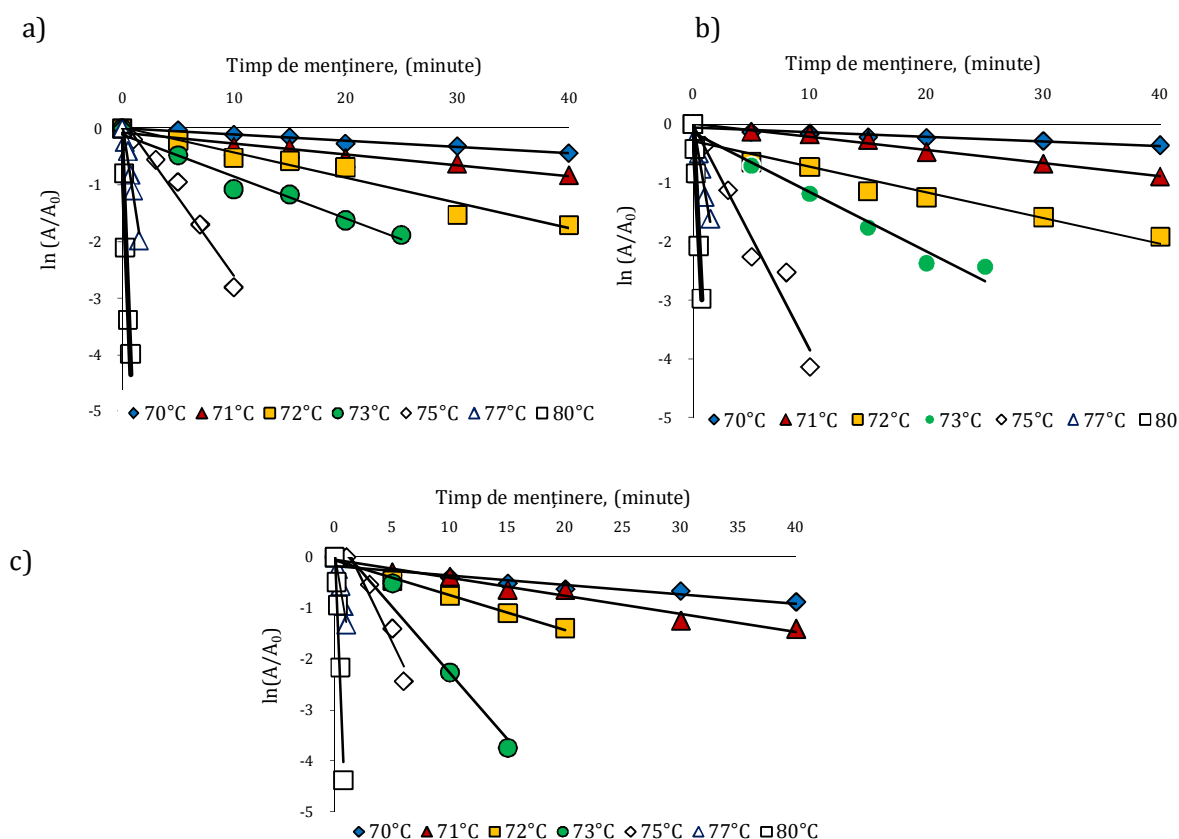 a)
Timp de menținere, (minute)
0 10 20 30 40
ln (A/A0)
0
-1
-2
-3
-4
-5
70°C 71°C 72°C 73°C 75°C 77°C 80°C
b)
Timp de menținere, (minute)
0 10 20 30 40
ln (A/A0)
0
-1
-2
-3
-4
-5
70°C 71°C 72°C 73°C 75°C 77°C 80
c)
Timp de menținere, (minute)
0 5 10 15 20 25 30 35 40
ln(A/A0)
0
-1
-2
-3
-4
-5
70°C 71°C 72°C 73°C 75°C 77°C 80°C